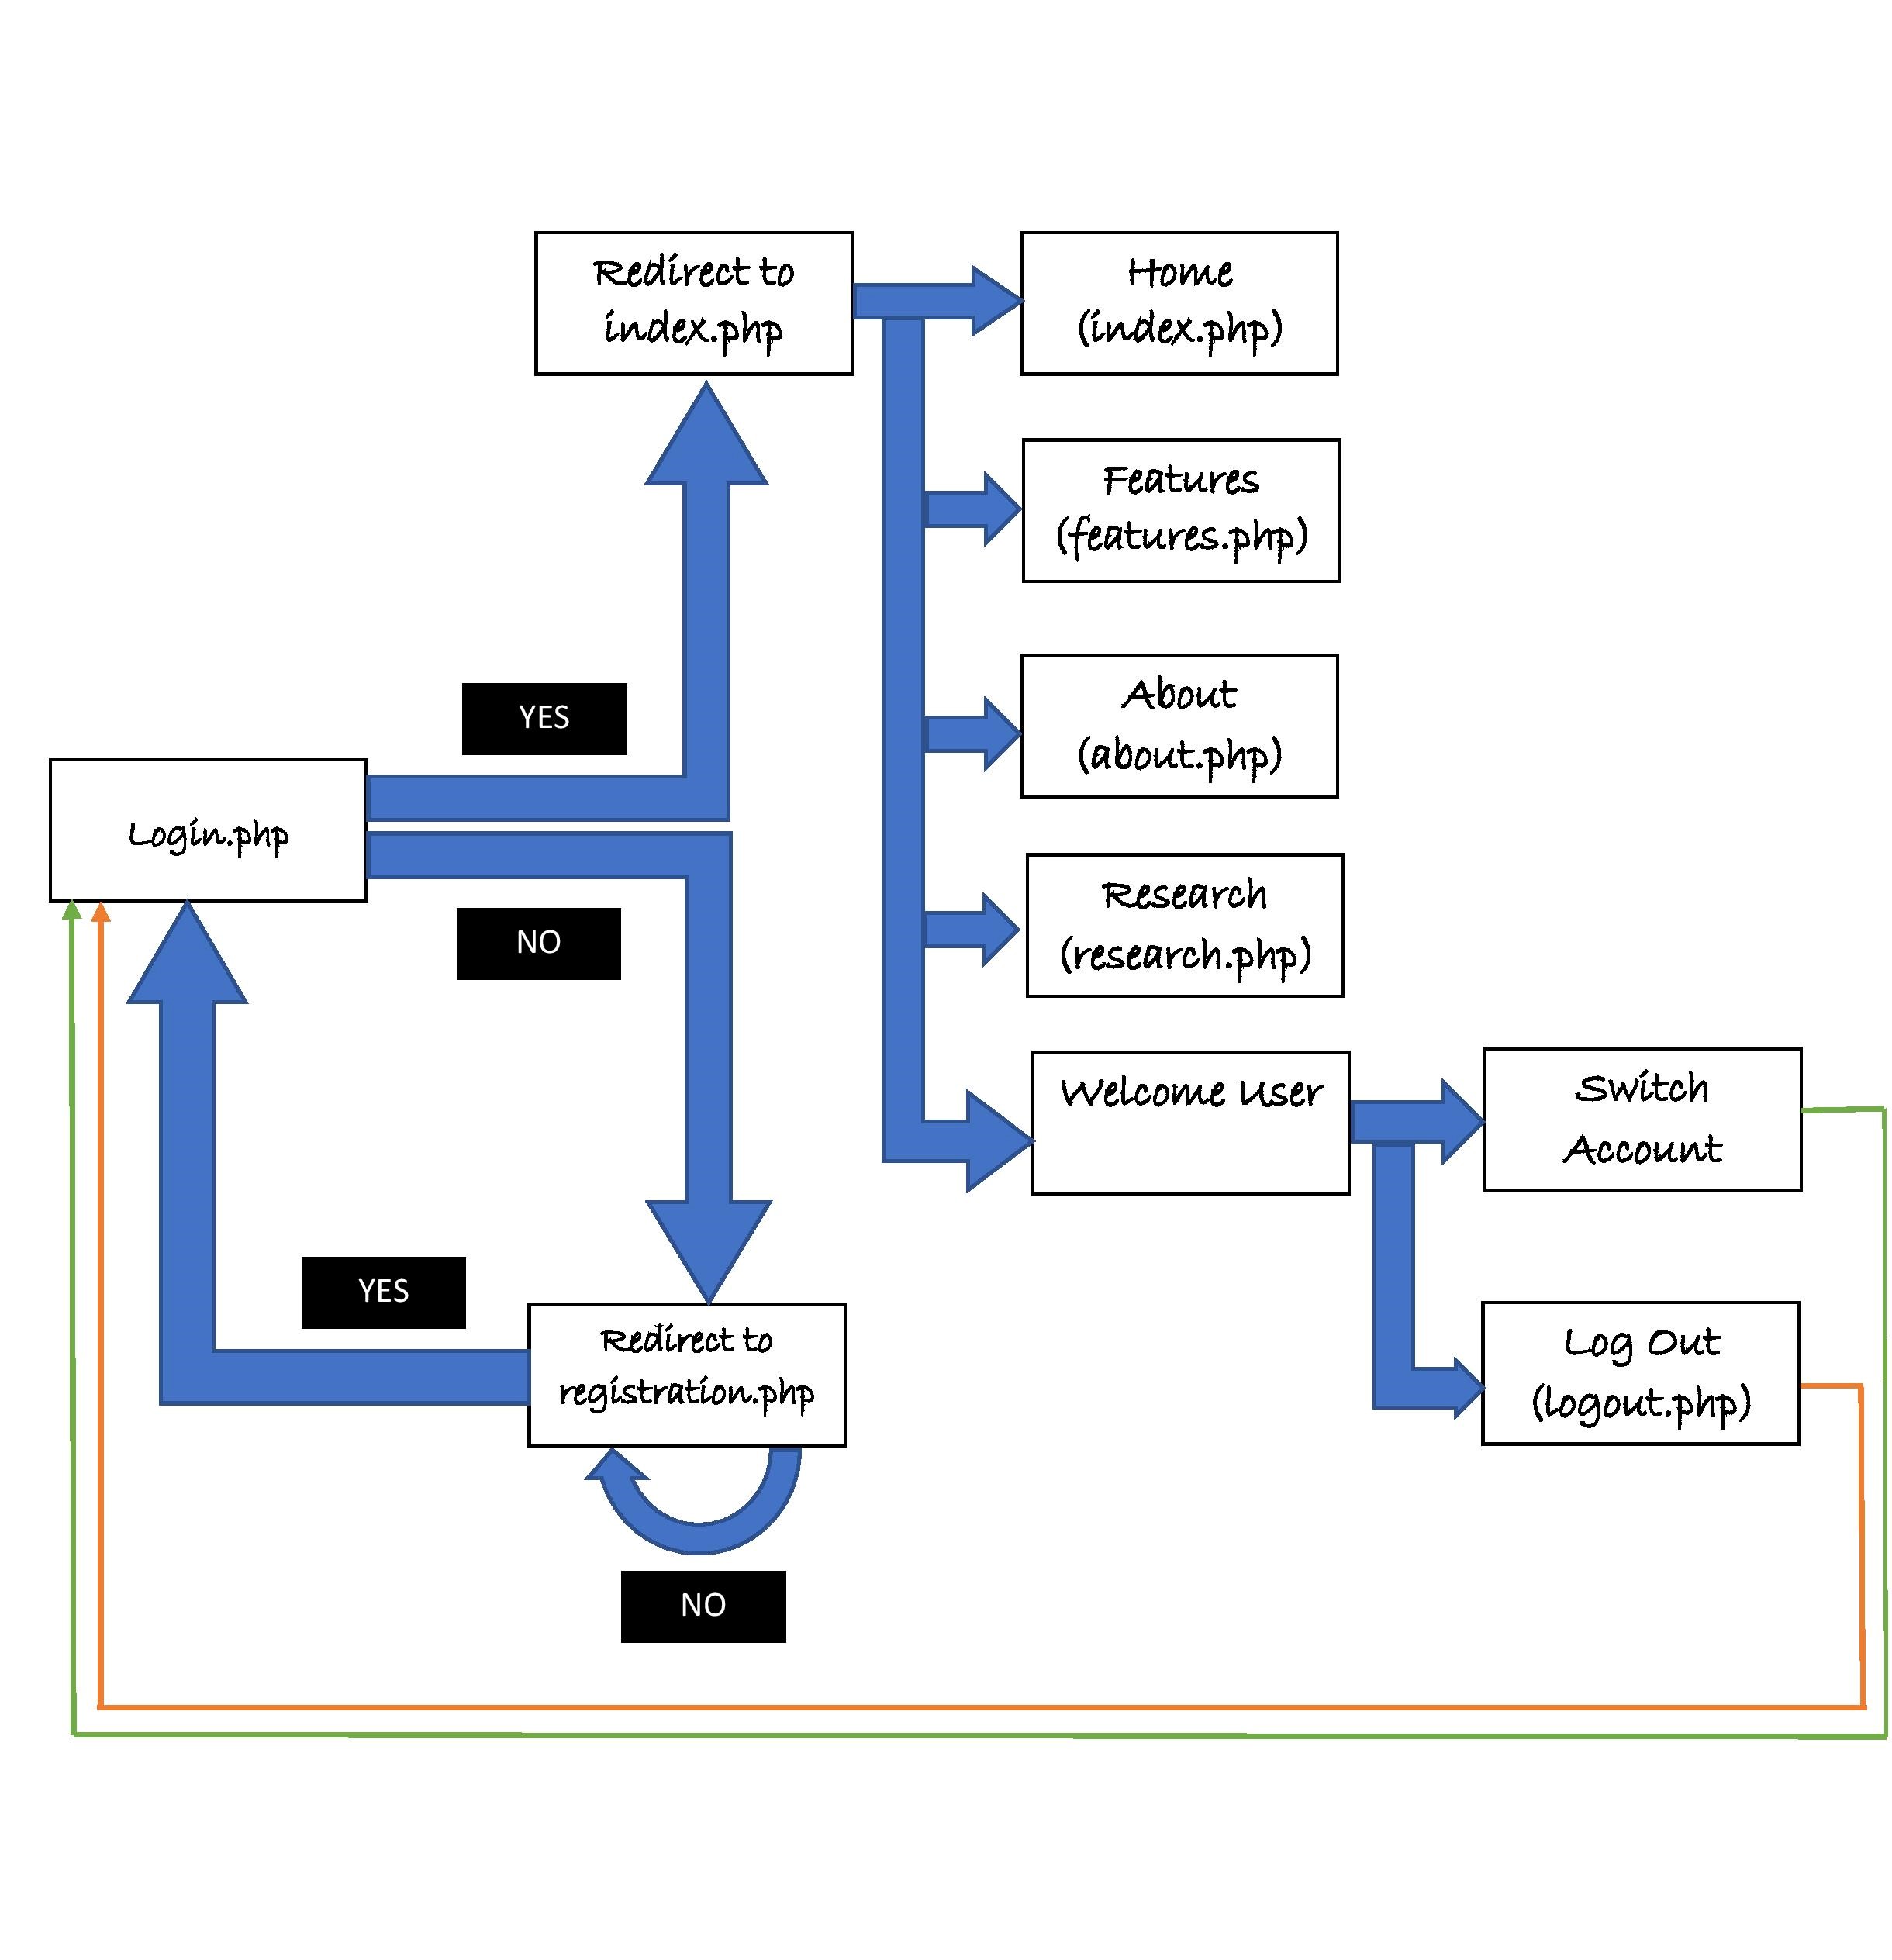 Redirect to
index.php
Home
(index.php)
Features
(features.php)
YES
About
(about.php)
Login.php
NO
Research
(research.php)
Welcome User
Switch
Account
YES
Redirect to
registration.php
Log Out
(logout.php)
NO